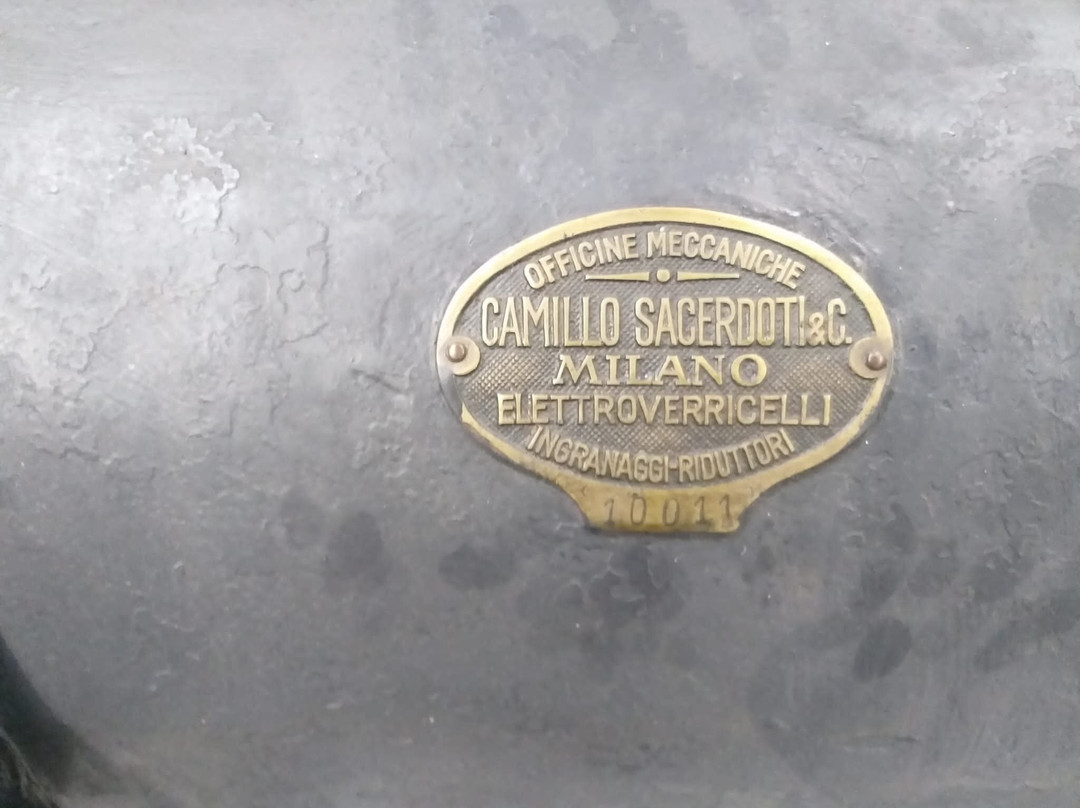 OFFICINE MECCANICHE
CAMILLO SACERDOTI & C.
MILANO
ELETTROVERRICELLI
INGRANAGGI-RIDUTTORI
10011